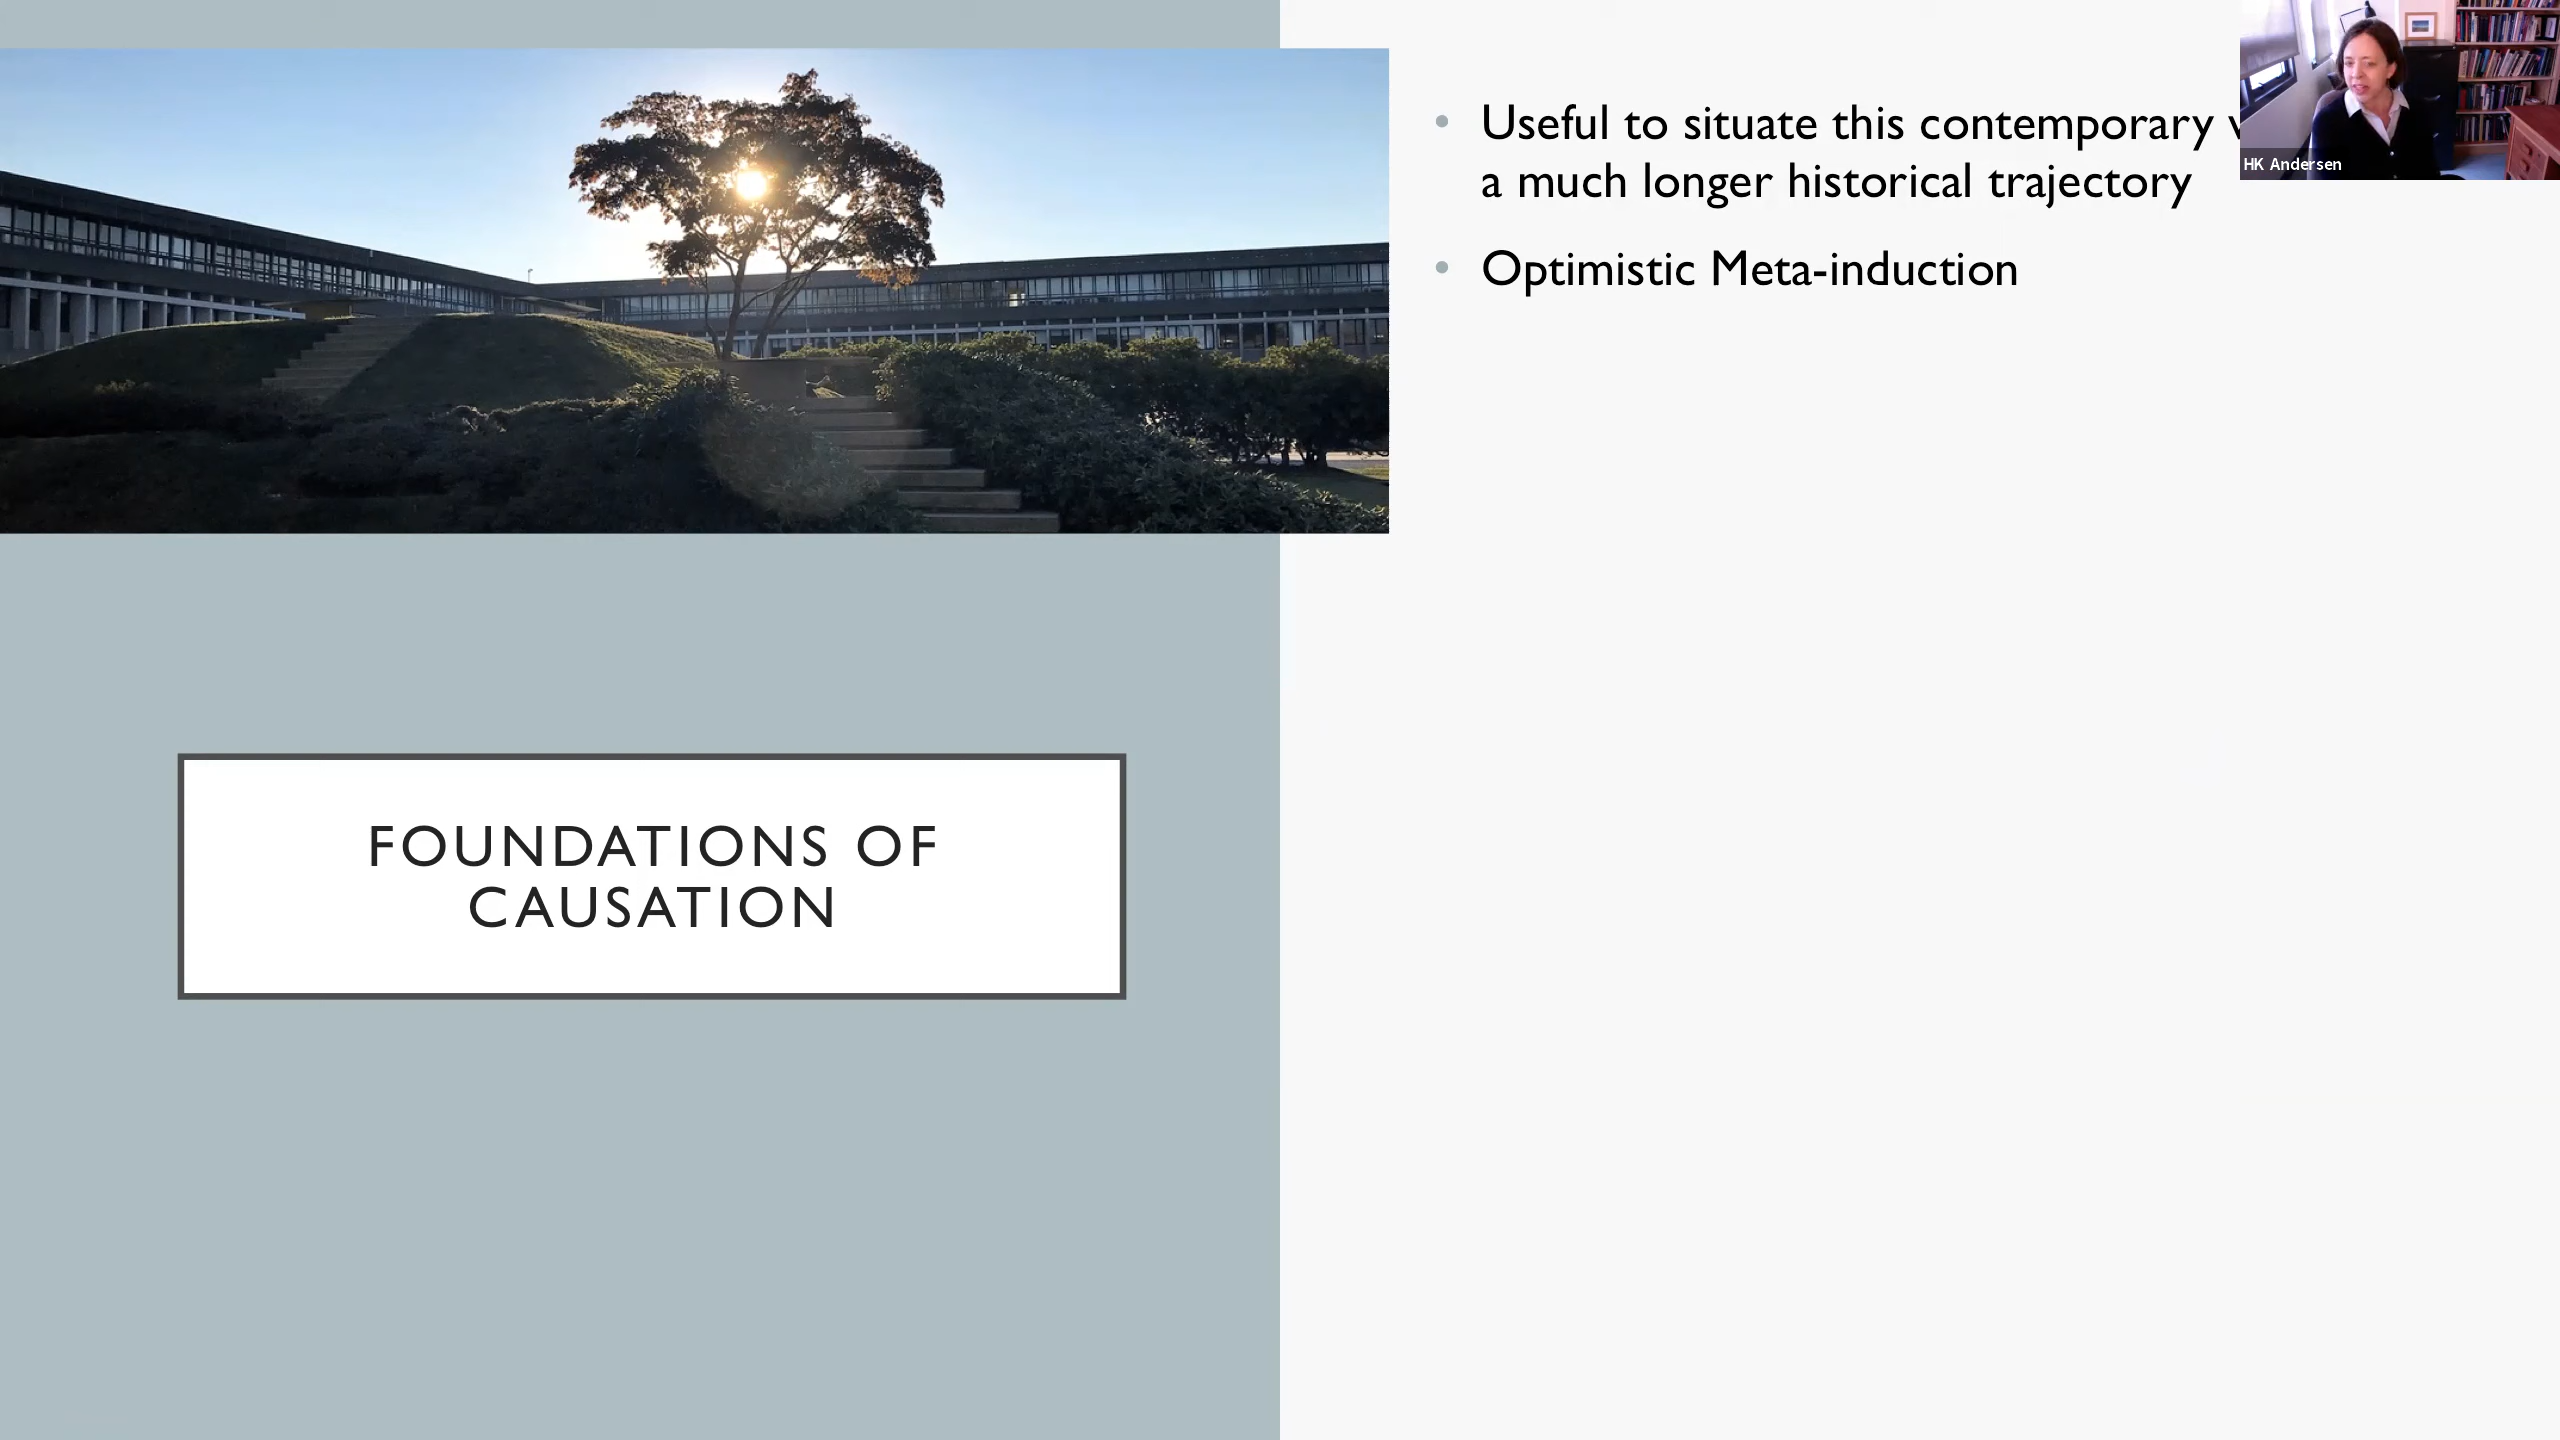 • Useful to situate this contemporary
a much longer historical trajectory
• Optimistic Meta-induction
HK Andersen
FOUNDATIONS OF
CAUSATION